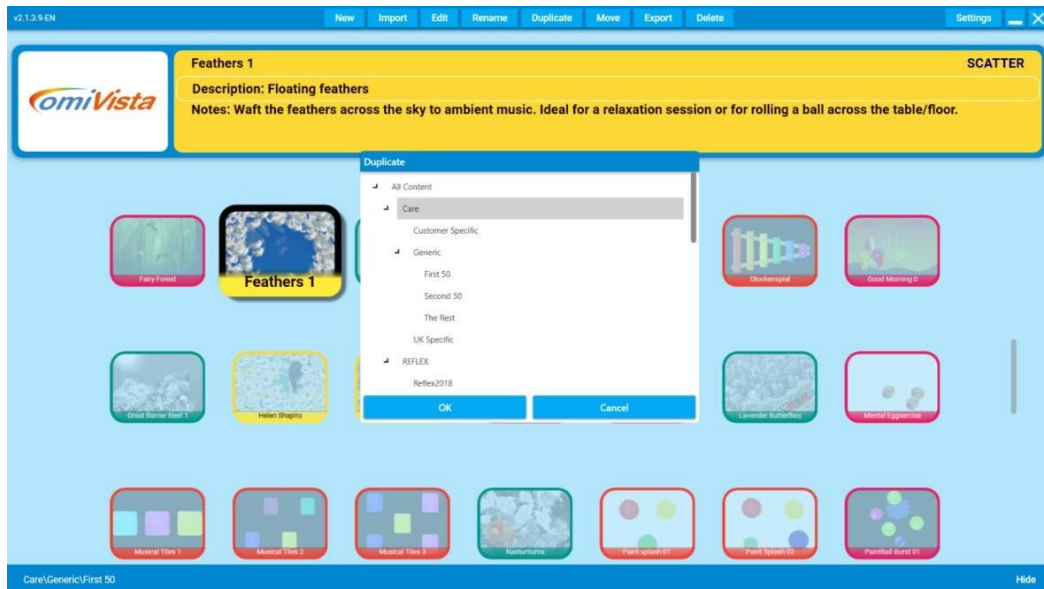 v2.1.3.9-EN New Import Edit Rename Duplicate Move Export Delete Settings
Feathers 1 SCATTER
omiVista
Description: Floating feathers
Notes: Waft the feathers across the sky to ambient music. Ideal for a relaxation session or for rolling a ball across the table/floor.
Duplicate
All Content
Care
Customer Specific
Generic
First 50
Second 50
The Rest
UK Specific
REFLEX
Reflex2018
OK Cancel
Fairy Forest Feathers 1 Glockenspiel Good Morning 0
Great Barrier Reef 1 Helen Shapiro Lavender Butterflies Mental Eggsercise
Musical Tiles 1 Musical Tiles 2 Musical Tiles 3 Nasturtiums Paint splash 01 Paint Splash 02 PaintBall Burst 01
Care\Generic\First 50 Hide